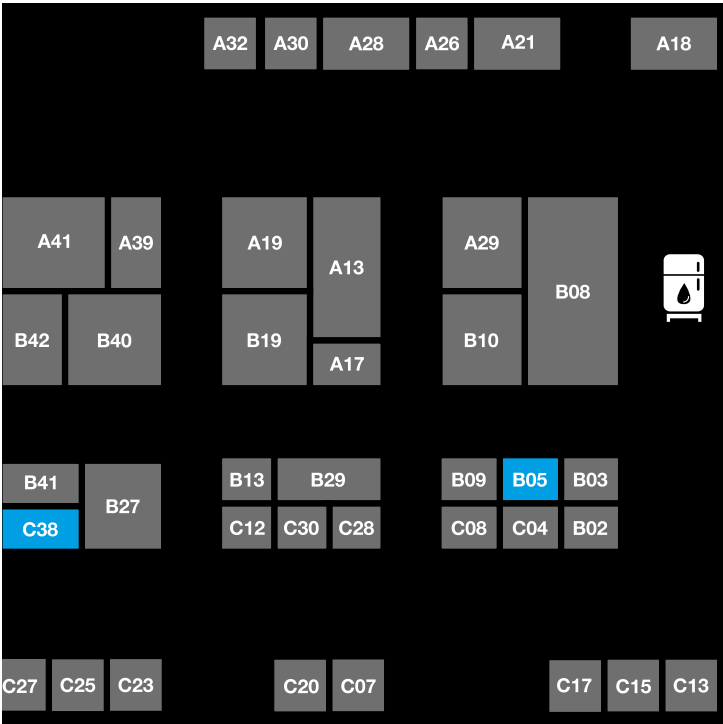 A32 A30 A28 A26 A21 A18
A41 A39 A19 A13 A29 B08
B42 B40 B19 A17 B10
B41 B27 B13 B29 B09 B05 B03
C38 C12 C30 C28 C08 C04 B02
C27 C25 C23 C20 C07 C17 C15 C13